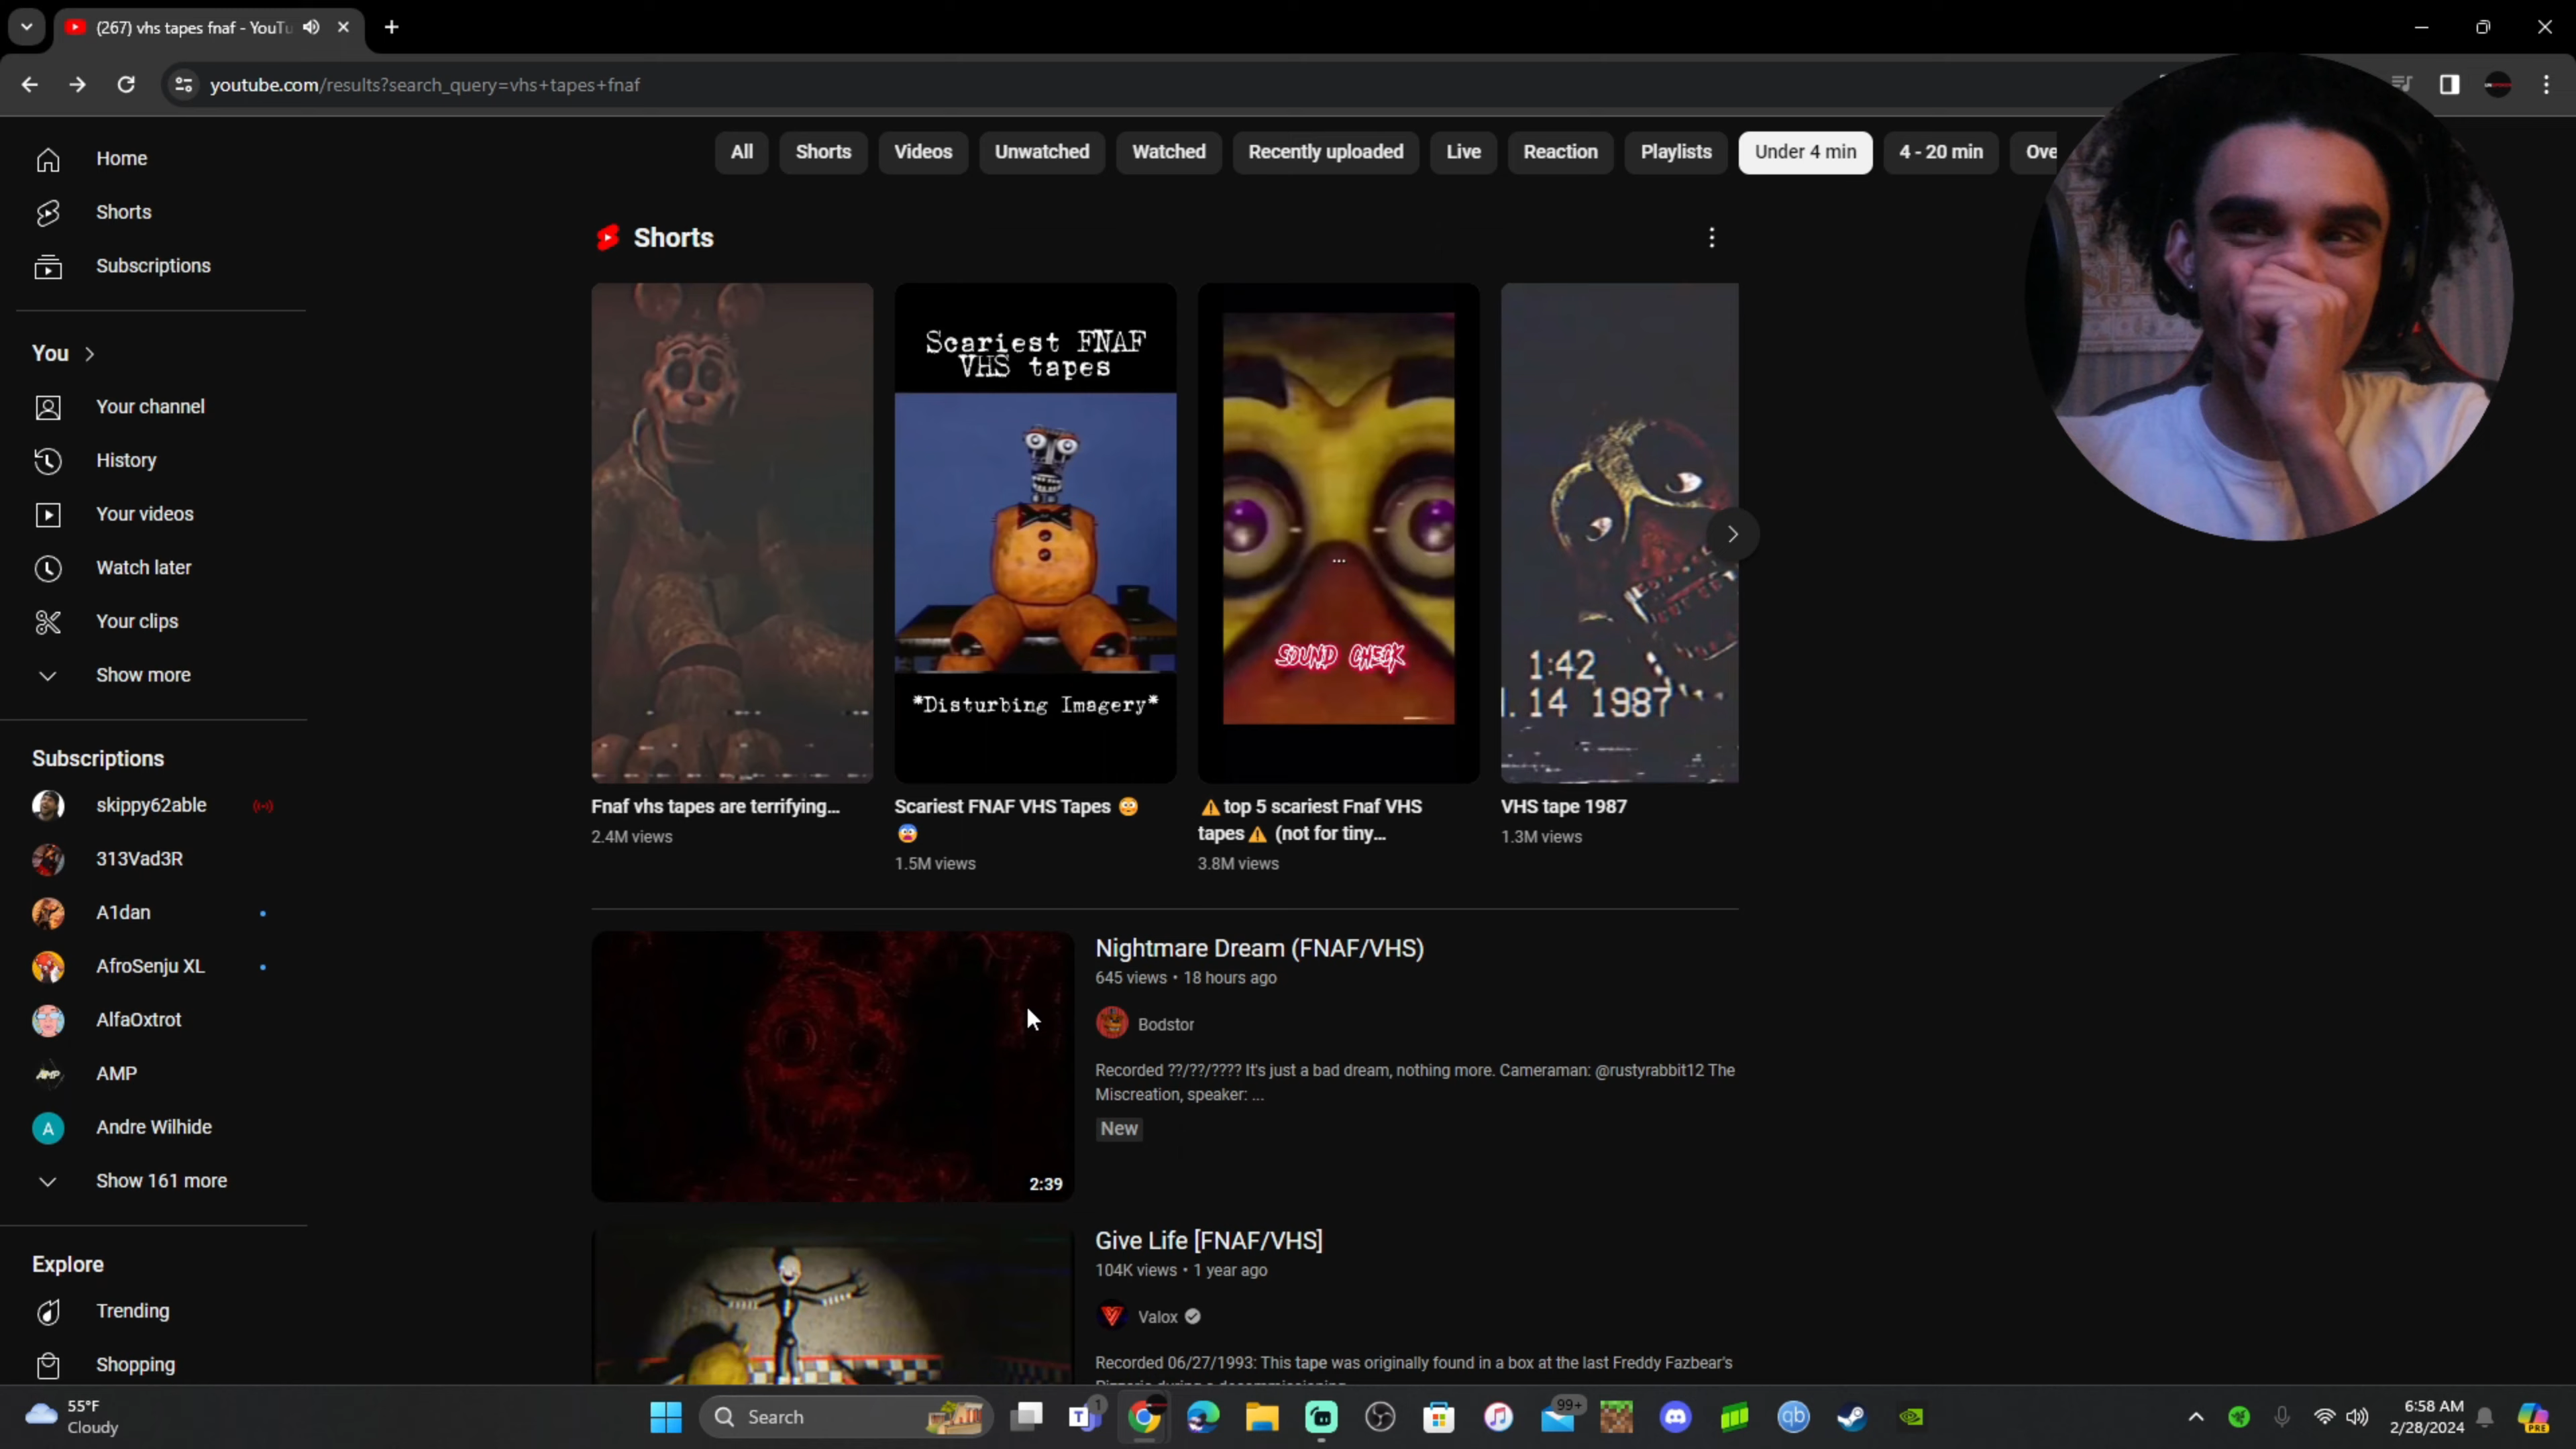 (267) vhs tapes fnaf - YouTu
youtube.com/results?search_query=vhs+tapes+fnaf
All Shorts Videos Unwatched Watched Recently uploaded Live Reaction Playlists Under 4 min 4 - 20 min Ove
Home
Shorts
Subscriptions
You
Your channel
History
Your videos
Watch later
Your clips
Show more
Subscriptions
skippy62able
313Vad3R
A1dan
AfroSenju XL
AlfaOxtrot
AMP
AMP
Andre Wilhide
A
Show 161 more
Explore
Trending
Shopping
Shorts
Scariest FNAF
VHS tapes
*Disturbing Imagery*
...
SOUND CHECK
1:42
. 14 1987
Fnaf vhs tapes are terrifying...
2.4M views
Scariest FNAF VHS Tapes 😳
😨
1.5M views
⚠️top 5 scariest Fnaf VHS
tapes⚠️ (not for tiny...
3.8M views
VHS tape 1987
1.3M views
2:39
Nightmare Dream (FNAF/VHS)
645 views • 18 hours ago
Bodstor
Recorded ??/??/???? It's just a bad dream, nothing more. Cameraman: @rustyrabbit12 The
Miscreation, speaker: ...
New
Give Life [FNAF/VHS]
104K views • 1 year ago
Valox
Recorded 06/27/1993: This tape was originally found in a box at the last Freddy Fazbear's
55°F
Cloudy
Search
1
99+
qb
6:58 AM
2/28/2024
PRE